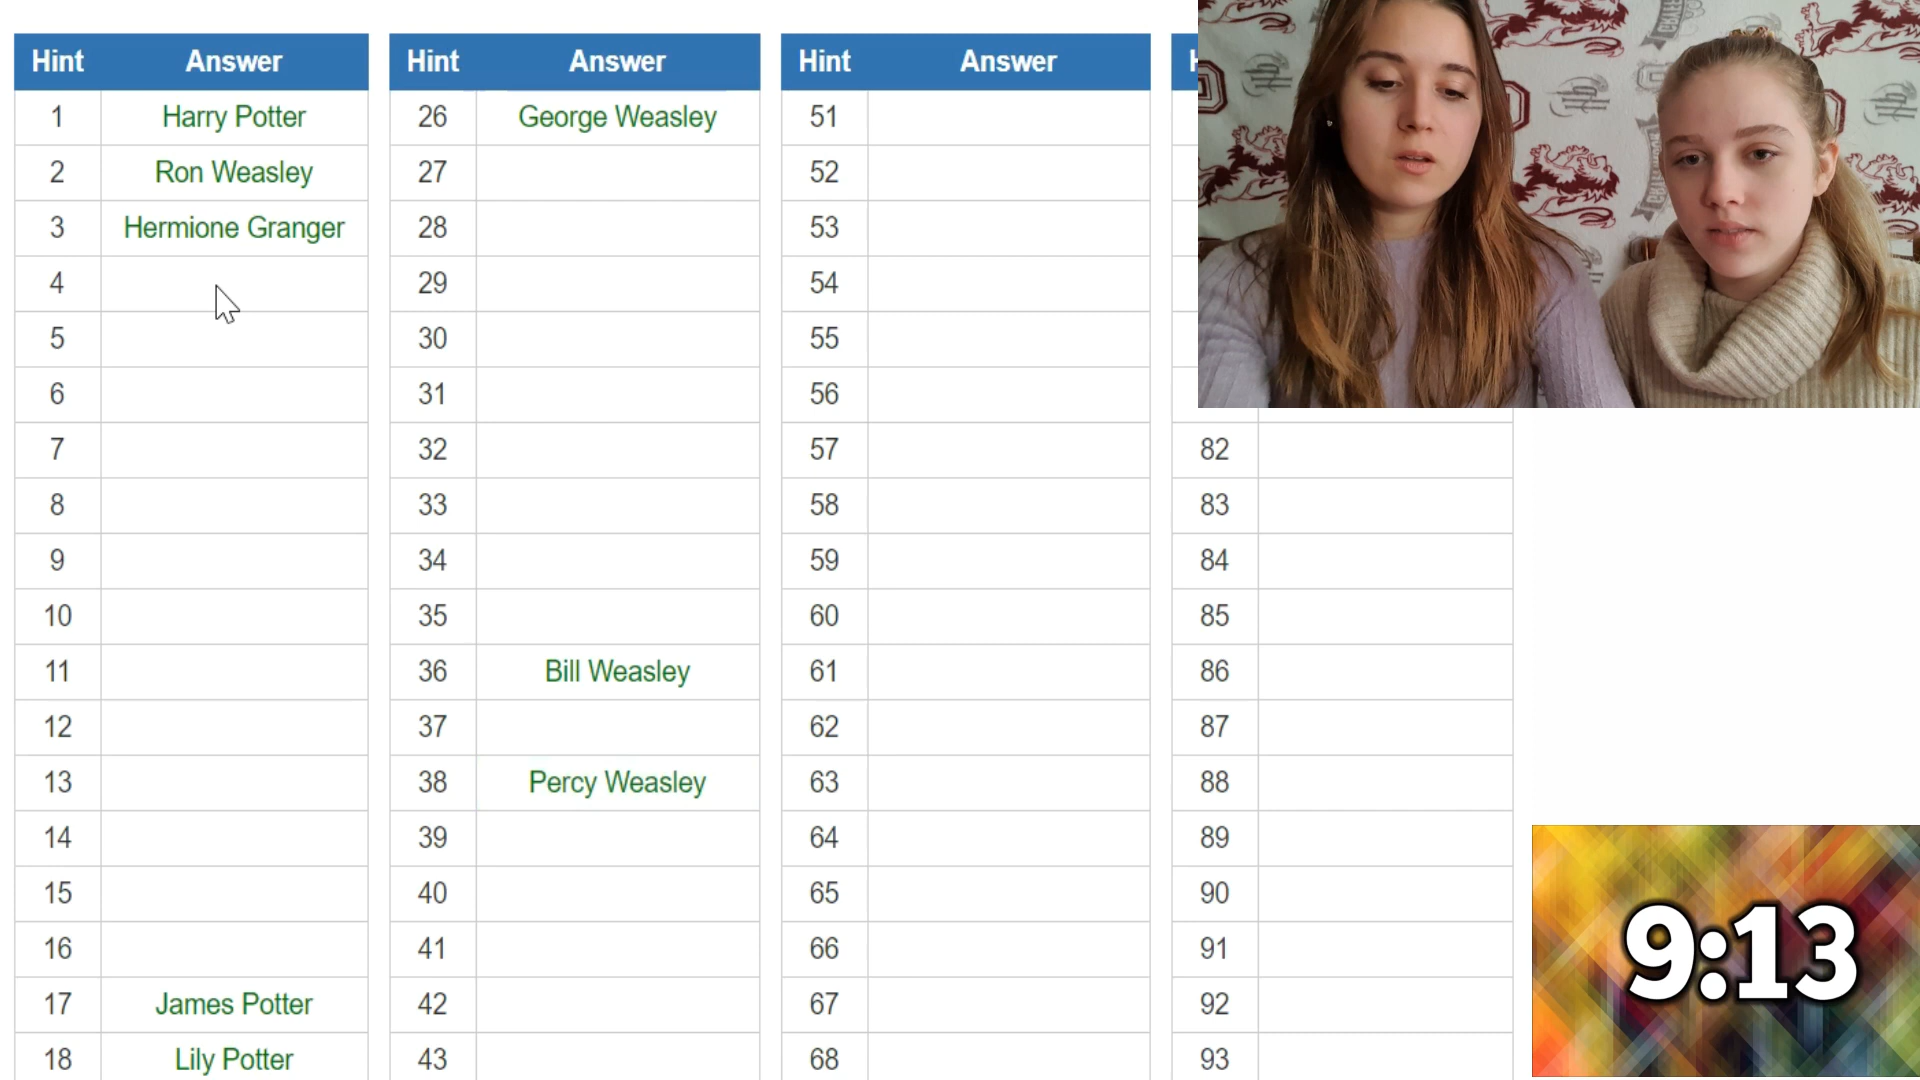 Hint Answer Hint Answer Hint Answer
1 Harry Potter 26 George Weasley 51
2 Ron Weasley 27 52
3 Hermione Granger 28 53
4 29 54
5 30 55
6 31 56
7 32 57 82
8 33 58 83
9 34 59 84
10 35 60 85
11 36 Bill Weasley 61 86
12 37 62 87
13 38 Percy Weasley 63 88
14 39 64 89
15 40 65 90
16 41 66 91
17 James Potter 42 67 92
18 Lily Potter 43 68 93
9:13